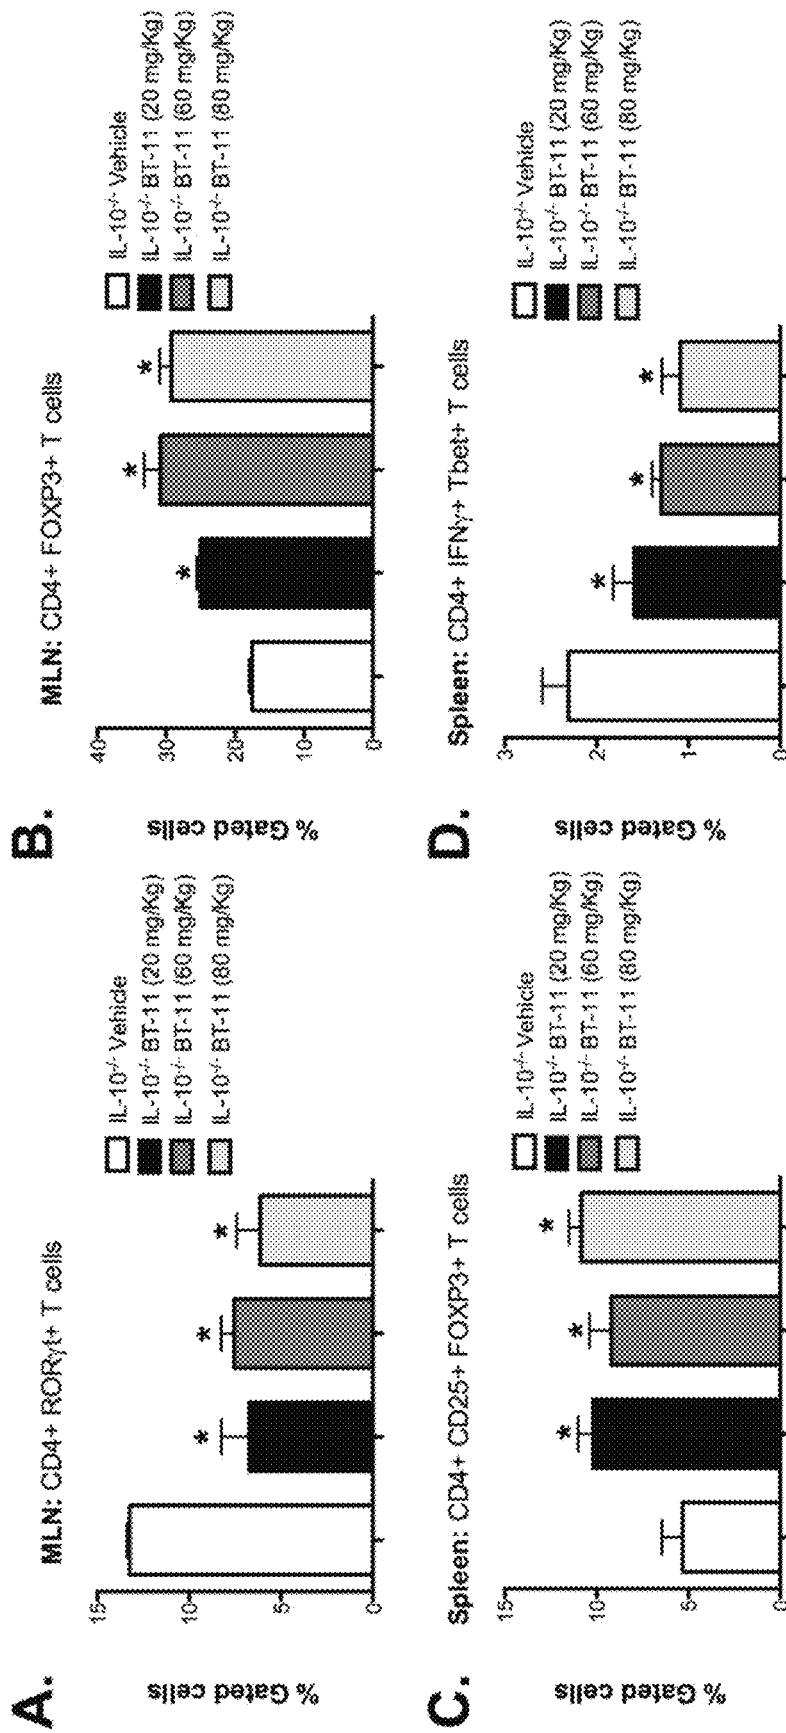 A.
MLN: CD4+ RORγt+ T cells
% Gated cells
15
10
5
0
IL-10-/- Vehicle
IL-10-/- BT-11 (20 mg/Kg)
IL-10-/- BT-11 (60 mg/Kg)
IL-10-/- BT-11 (80 mg/Kg)
* * *
B.
MLN: CD4+ FOXP3+ T cells
% Gated cells
40
30
20
10
0
IL-10-/- Vehicle
IL-10-/- BT-11 (20 mg/Kg)
IL-10-/- BT-11 (60 mg/Kg)
IL-10-/- BT-11 (80 mg/Kg)
* * *
C.
Spleen: CD4+ CD25+ FOXP3+ T cells
% Gated cells
15
10
5
0
IL-10-/- Vehicle
IL-10-/- BT-11 (20 mg/Kg)
IL-10-/- BT-11 (60 mg/Kg)
IL-10-/- BT-11 (80 mg/Kg)
* * *
D.
Spleen: CD4+ IFNγ+ Tbet+ T cells
% Gated cells
3
2
1
0
IL-10-/- Vehicle
IL-10-/- BT-11 (20 mg/Kg)
IL-10-/- BT-11 (60 mg/Kg)
IL-10-/- BT-11 (80 mg/Kg)
* * *